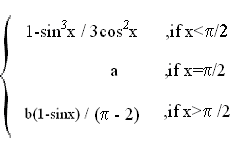 1-sin³x / 3cos²x ,if x<π/2
a ,if x=π/2
b(1-sinx) / (π - 2) ,if x>π /2